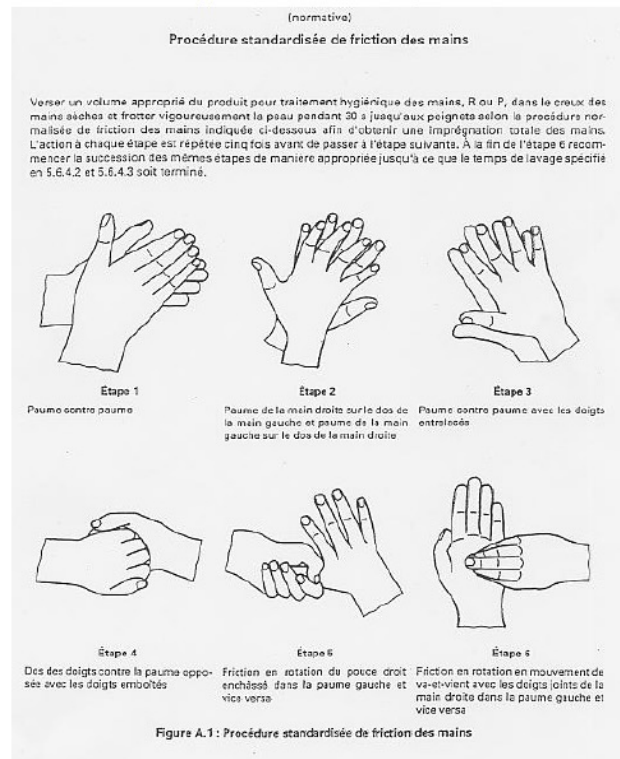 (normative)
Procédure standardisée de friction des mains
Verser un volume approprié du produit pour traitement hygiénique des mains, R ou P, dans le creux des
mains sèches et frotter vigoureusement la peau pendant 30 s jusqu'aux poignets selon la procédure nor-
malisée de friction des mains indiquée ci-dessous afin d'obtenir une imprégnation totale des mains.
L'action à chaque étape est répétée cinq fois avant de passer à l'étape suivante. À la fin de l'étape 6 recom-
mencer la succession des mêmes étapes de manière appropriée jusqu'à ce que le temps de lavage spécifié
en 5.6.4.2 et 5.6.4.3 soit terminé.
Étape 1
Paume contre paume
Étape 2
Paume de la main droite sur le dos de
la main gauche et paume de la main
gauche sur le dos de la main droite
Étape 3
Paume contre paume avec les doigts
entrelacés
Étape 4
Dos des doigts contre la paume oppo-
sée avec les doigts emboîtés
Étape 5
Friction en rotation du pouce droit
enchâssé dans la paume gauche et
vice versa
Étape 6
Friction en rotation en mouvement de
va-et-vient avec les doigts joints de la
main droite dans la paume gauche et
vice versa
Figure A.1 : Procédure standardisée de friction des mains